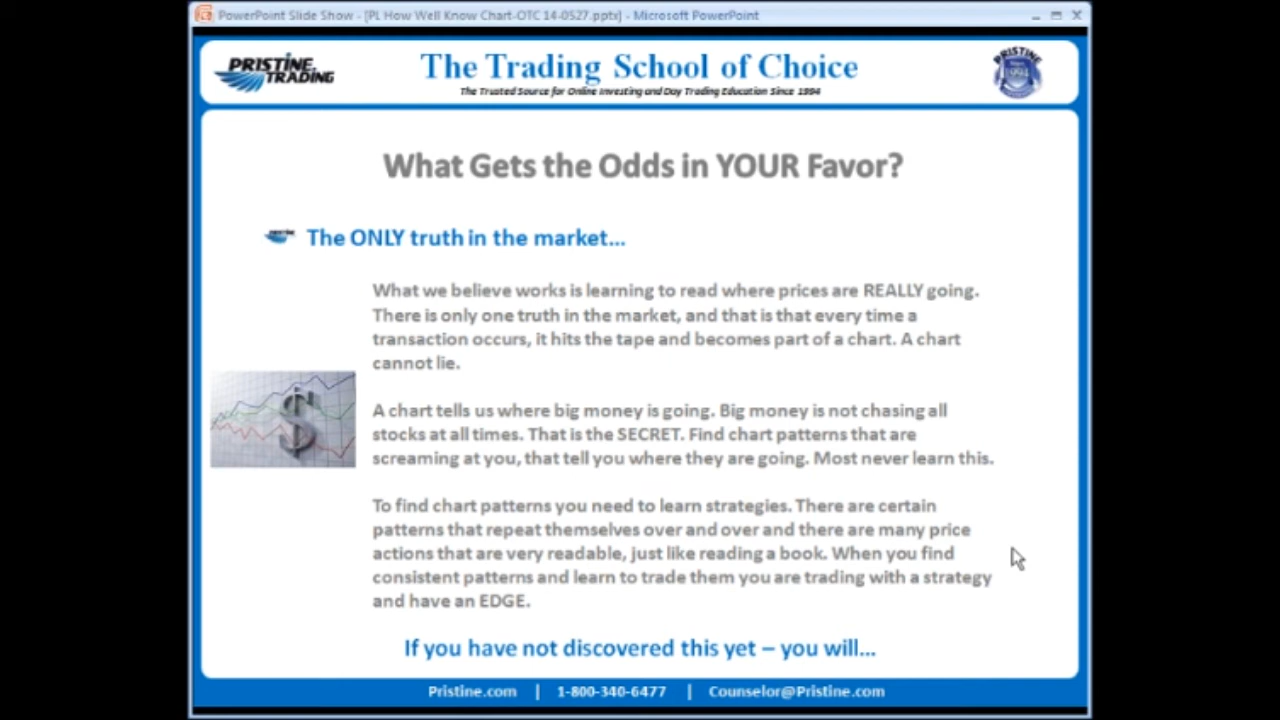 PowerPoint Slide Show - [PL How Well Know Chart-OTC 14-0527.pptx] - Microsoft PowerPoint
PRISTINE.
TRADING
The Trading School of Choice
The Trusted Source for Online Investing and Day Trading Education Since 1994
PRISTINE
What Gets the Odds in YOUR Favor?
The ONLY truth in the market...
What we believe works is learning to read where prices are REALLY going.
There is only one truth in the market, and that is that every time a
transaction occurs, it hits the tape and becomes part of a chart. A chart
cannot lie.
A chart tells us where big money is going. Big money is not chasing all
stocks at all times. That is the SECRET. Find chart patterns that are
screaming at you, that tell you where they are going. Most never learn this.
To find chart patterns you need to learn strategies. There are certain
patterns that repeat themselves over and over and there are many price
actions that are very readable, just like reading a book. When you find
consistent patterns and learn to trade them you are trading with a strategy
and have an EDGE.
If you have not discovered this yet – you will...
Pristine.com | 1-800-340-6477 | Counselor@Pristine.com